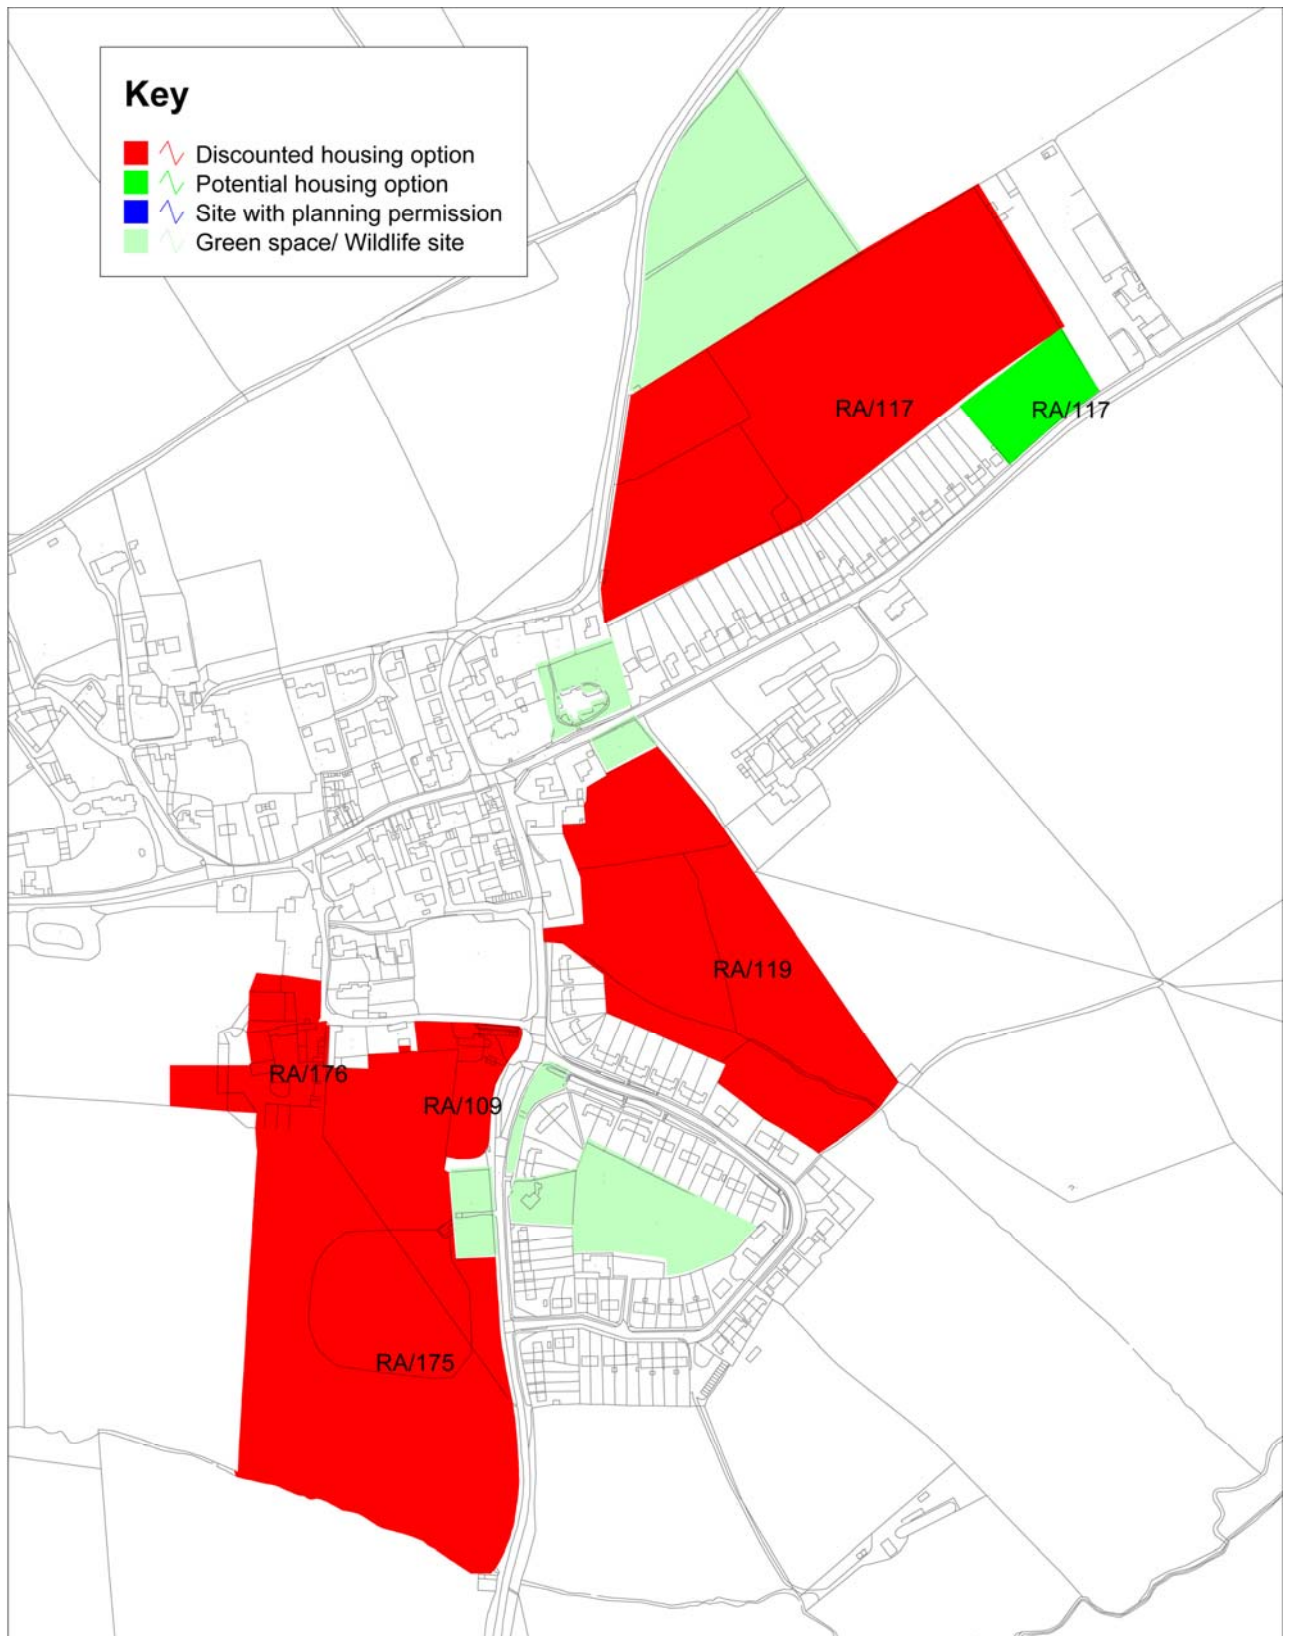 Key
Discounted housing option
Potential housing option
Site with planning permission
Green space/ Wildlife site
RA/117
RA/117
RA/119
RA/176
RA/109
RA/175